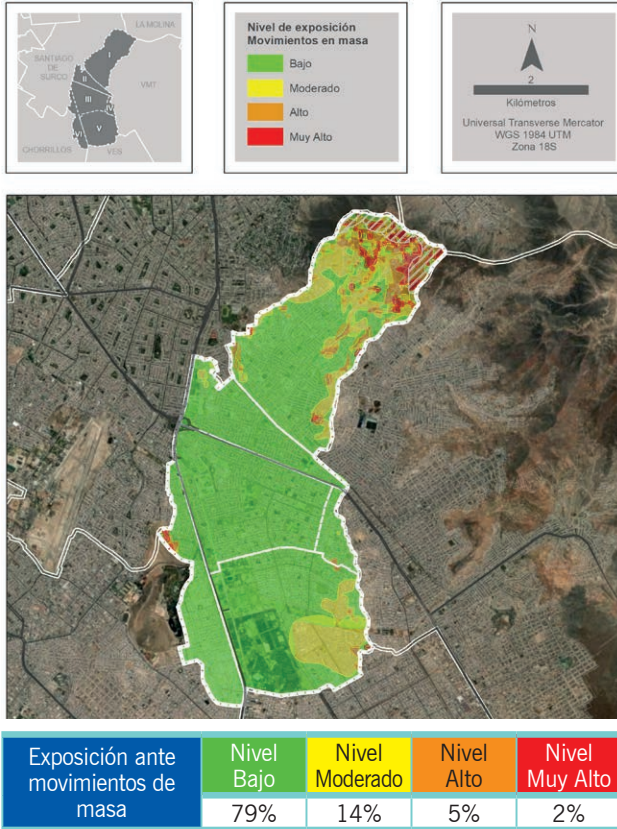 LA MOLINA
SANTIAGO
DE
SURCO
VMT
CHORRILLOS
VES
I
II
III
IV
V
VI
Nivel de exposición
Movimientos en masa
Bajo
Moderado
Alto
Muy Alto
N
2
Kilómetros
Universal Transverse Mercator
WGS 1984 UTM
Zona 18S
Exposición ante
movimientos de
masa
Nivel
Bajo
Nivel
Moderado
Nivel
Alto
Nivel
Muy Alto
79%
14%
5%
2%